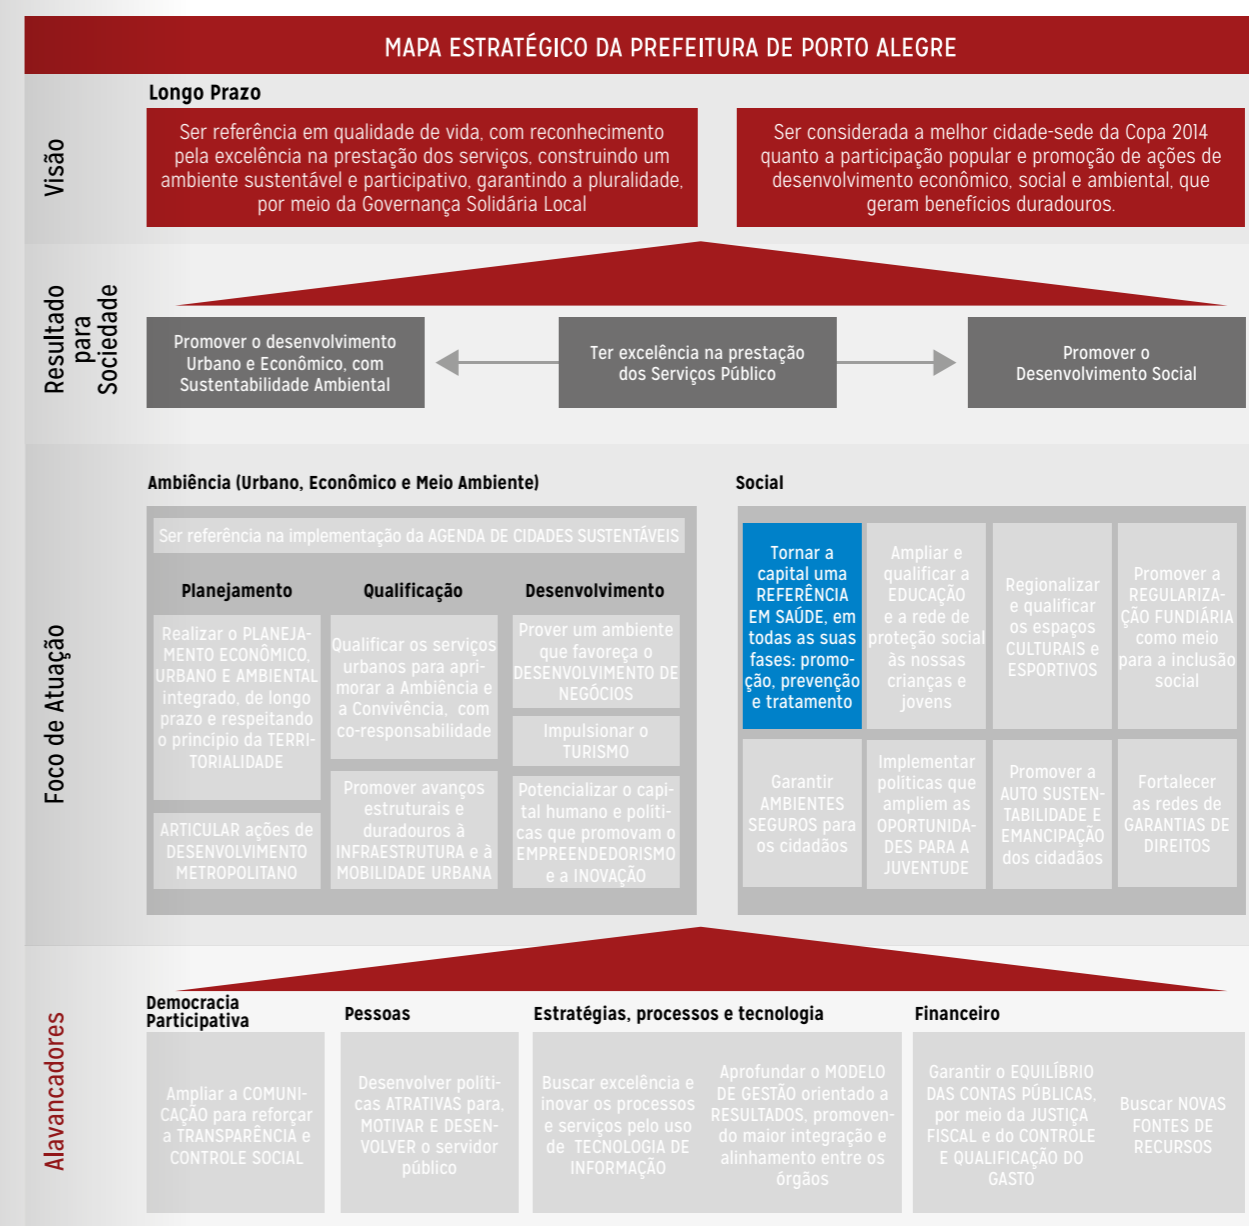 MAPA ESTRATÉGICO DA PREFEITURA DE PORTO ALEGRE
Visão
Longo Prazo
Ser referência em qualidade de vida, com reconhecimento
pela excelência na prestação dos serviços, construindo um
ambiente sustentável e participativo, garantindo a pluralidade,
por meio da Governança Solidária Local
Ser considerada a melhor cidade-sede da Copa 2014
quanto a participação popular e promoção de ações de
desenvolvimento econômico, social e ambiental, que
geram benefícios duradouros.
Resultado
para
Sociedade
Promover o desenvolvimento
Urbano e Econômico, com
Sustentabilidade Ambiental
Ter excelência na prestação
dos Serviços Público
Promover o
Desenvolvimento Social
Foco de Atuação
Ambiência (Urbano, Econômico e Meio Ambiente)
Ser referência na implementação da AGENDA DE CIDADES SUSTENTÁVEIS
Planejamento
Realizar o PLANEJA-
MENTO ECONÔMICO,
URBANO E AMBIENTAL
integrado, de longo
prazo e respeitando
o princípio da TERRI-
TORIALIDADE
ARTICULAR ações de
DESENVOLVIMENTO
METROPOLITANO
Qualificação
Qualificar os serviços
urbanos para apri-
morar a Ambiência e
a Convivência, com
co-responsabilidade
Promover avanços
estruturais e
duradouros à
INFRAESTRUTURA e à
MOBILIDADE URBANA
Desenvolvimento
Prover um ambiente
que favoreça o
DESENVOLVIMENTO DE
NEGÓCIOS
Impulsionar o
TURISMO
Potencializar o capi-
tal humano e políti-
cas que promovam o
EMPREENDEDORISMO
e a INOVAÇÃO
Social
Tornar a
capital uma
REFERÊNCIA
EM SAÚDE, em
todas as suas
fases: promo-
ção, prevenção
e tratamento
Ampliar e
qualificar a
EDUCAÇÃO
e a rede de
proteção social
às nossas
crianças e
jovens
Regionalizar
e qualificar
os espaços
CULTURAIS e
ESPORTIVOS
Promover a
REGULARIZA-
ÇÃO FUNDIÁRIA
como meio
para a inclusão
social
Garantir
AMBIENTES
SEGUROS para
os cidadãos
Implementar
políticas que
ampliem as
OPORTUNIDA-
DES PARA A
JUVENTUDE
Promover a
AUTO SUSTEN-
TABILIDADE E
EMANCIPAÇÃO
dos cidadãos
Fortalecer
as redes de
GARANTIAS DE
DIREITOS
Alavancadores
Democracia
Participativa
Ampliar a COMUNI-
CAÇÃO para reforçar
a TRANSPARÊNCIA e
CONTROLE SOCIAL
Pessoas
Desenvolver políti-
cas ATRATIVAS para,
MOTIVAR E DESEN-
VOLVER o servidor
público
Estratégias, processos e tecnologia
Buscar excelência e
inovar os processos
e serviços pelo uso
de TECNOLOGIA DE
INFORMAÇÃO
Aprofundar o MODELO
DE GESTÃO orientado a
RESULTADOS, promoven-
do maior integração e
alinhamento entre os
órgãos
Financeiro
Garantir o EQUILÍBRIO
DAS CONTAS PÚBLICAS,
por meio da JUSTIÇA
FISCAL e do CONTROLE
E QUALIFICAÇÃO DO
GASTO
Buscar NOVAS
FONTES DE
RECURSOS